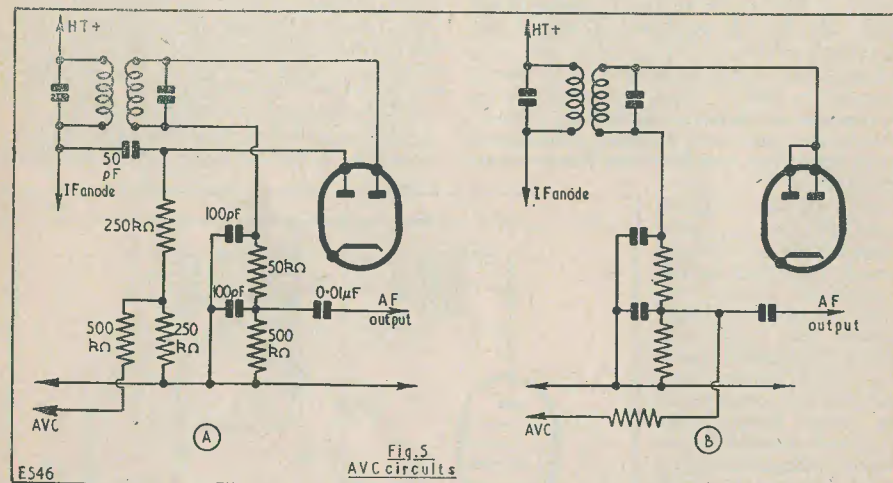 HT+
HT+
50
pF
IF anode
IF anode
250kΩ
100pF
50kΩ
100pF
0·01μF
AF
output
AF
output
500
kΩ
250
kΩ
500
kΩ
AVC
A
AVC
B
Fig.5
AVC circuits
E546